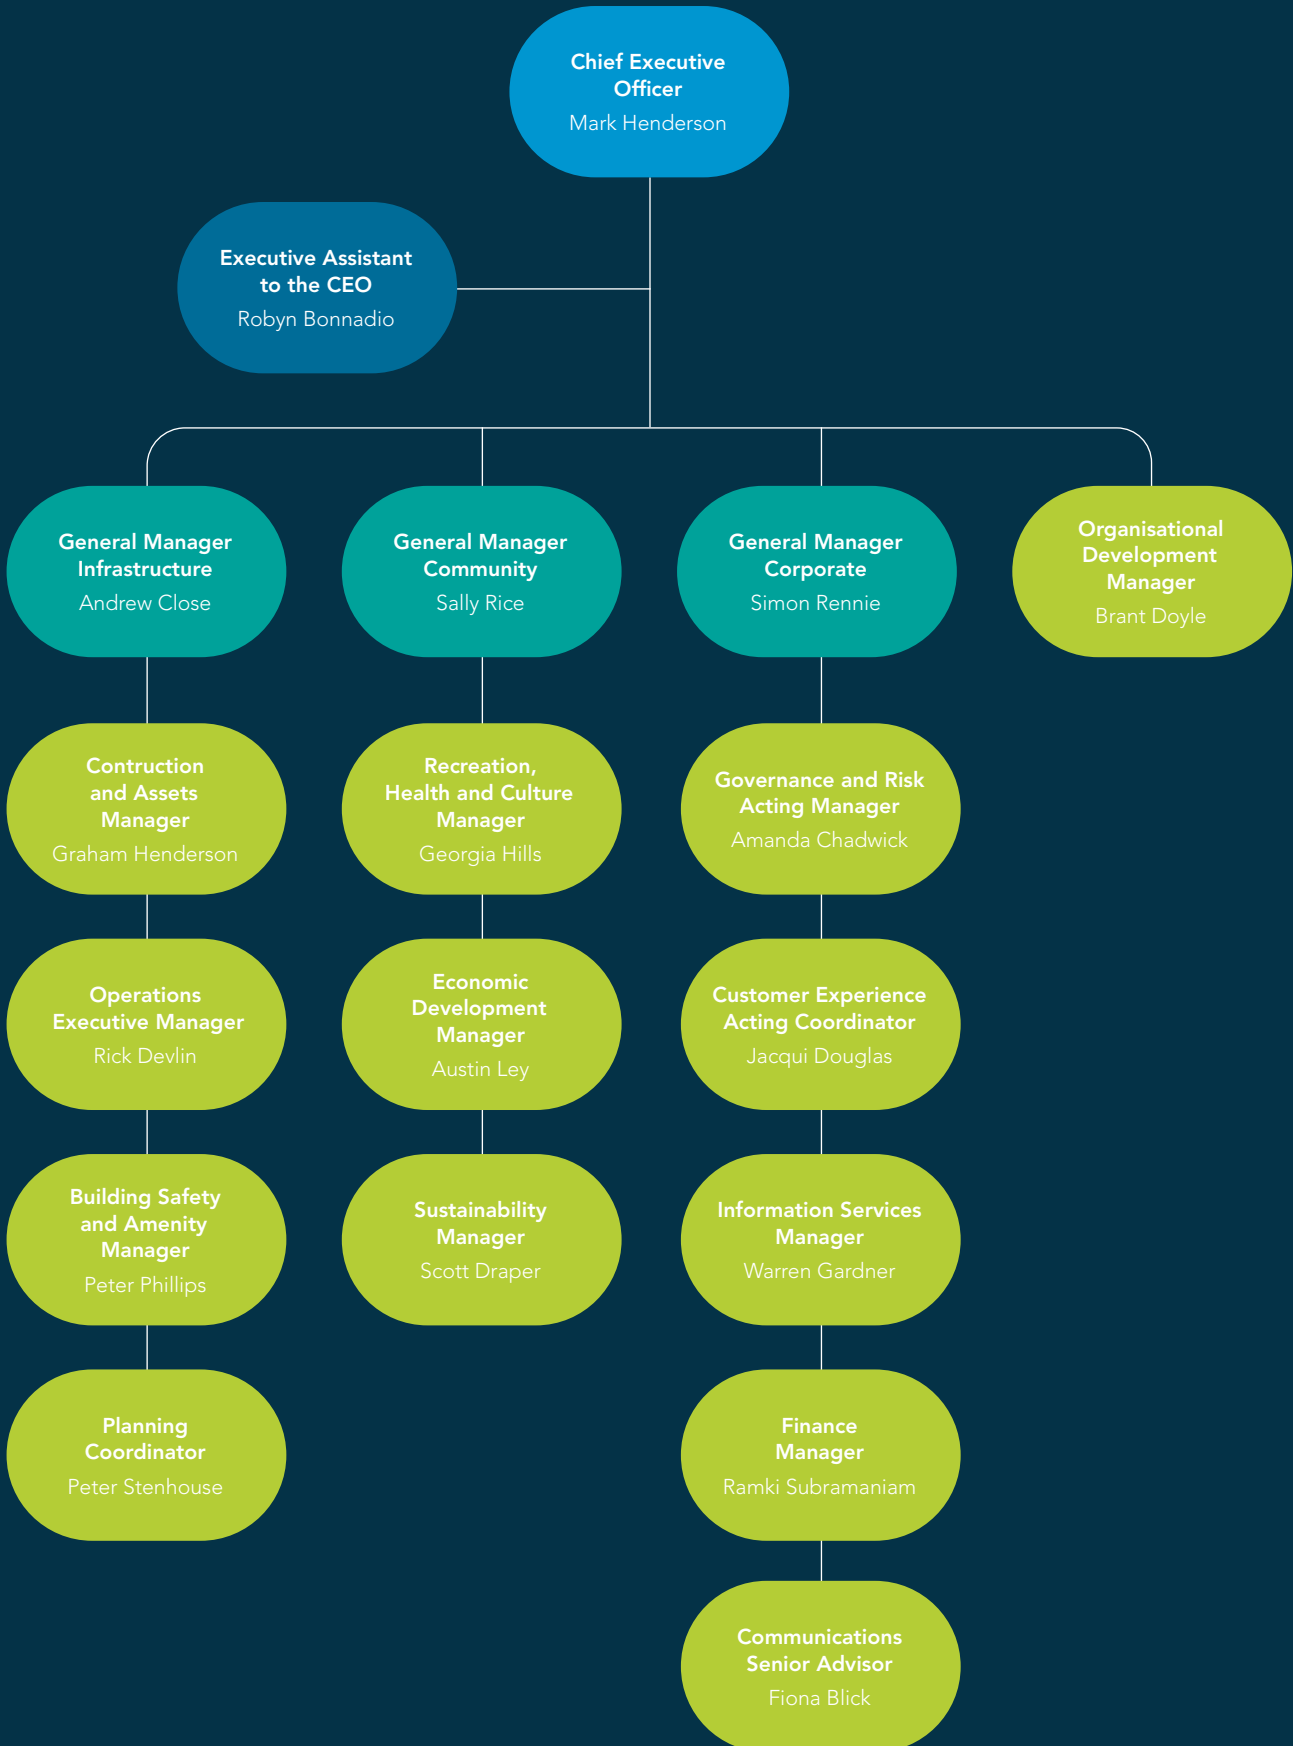 Chief Executive
Officer
Mark Henderson
Executive Assistant
to the CEO
Robyn Bonnadio
General Manager
Infrastructure
Andrew Close
General Manager
Community
Sally Rice
General Manager
Corporate
Simon Rennie
Organisational
Development
Manager
Brant Doyle
Contruction
and Assets
Manager
Graham Henderson
Recreation,
Health and Culture
Manager
Georgia Hills
Governance and Risk
Acting Manager
Amanda Chadwick
Operations
Executive Manager
Rick Devlin
Economic
Development
Manager
Austin Ley
Customer Experience
Acting Coordinator
Jacqui Douglas
Building Safety
and Amenity
Manager
Peter Phillips
Sustainability
Manager
Scott Draper
Information Services
Manager
Warren Gardner
Planning
Coordinator
Peter Stenhouse
Finance
Manager
Ramki Subramaniam
Communications
Senior Advisor
Fiona Blick